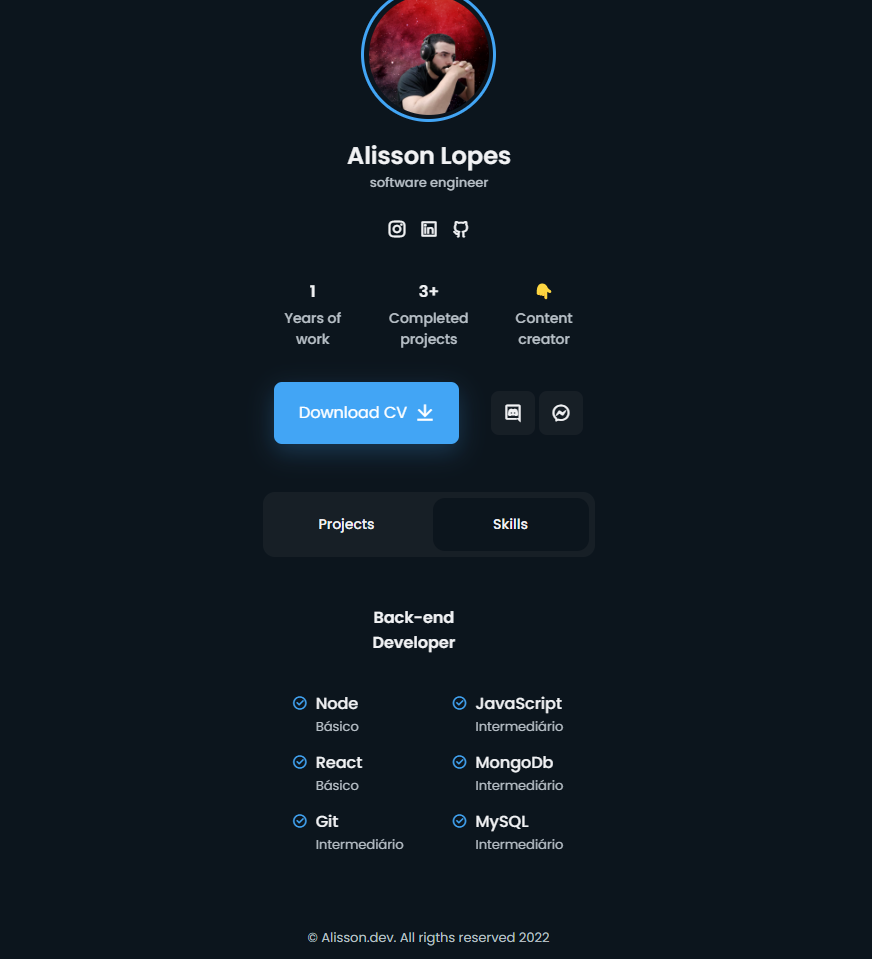 Alisson Lopes
software engineer
1
3+
👇
Years of
work
Completed
projects
Content
creator
Download CV
Projects
Skills
Back-end
Developer
Node
Básico
JavaScript
Intermediário
React
Básico
MongoDb
Intermediário
Git
Intermediário
MySQL
Intermediário
© Alisson.dev. All rigths reserved 2022